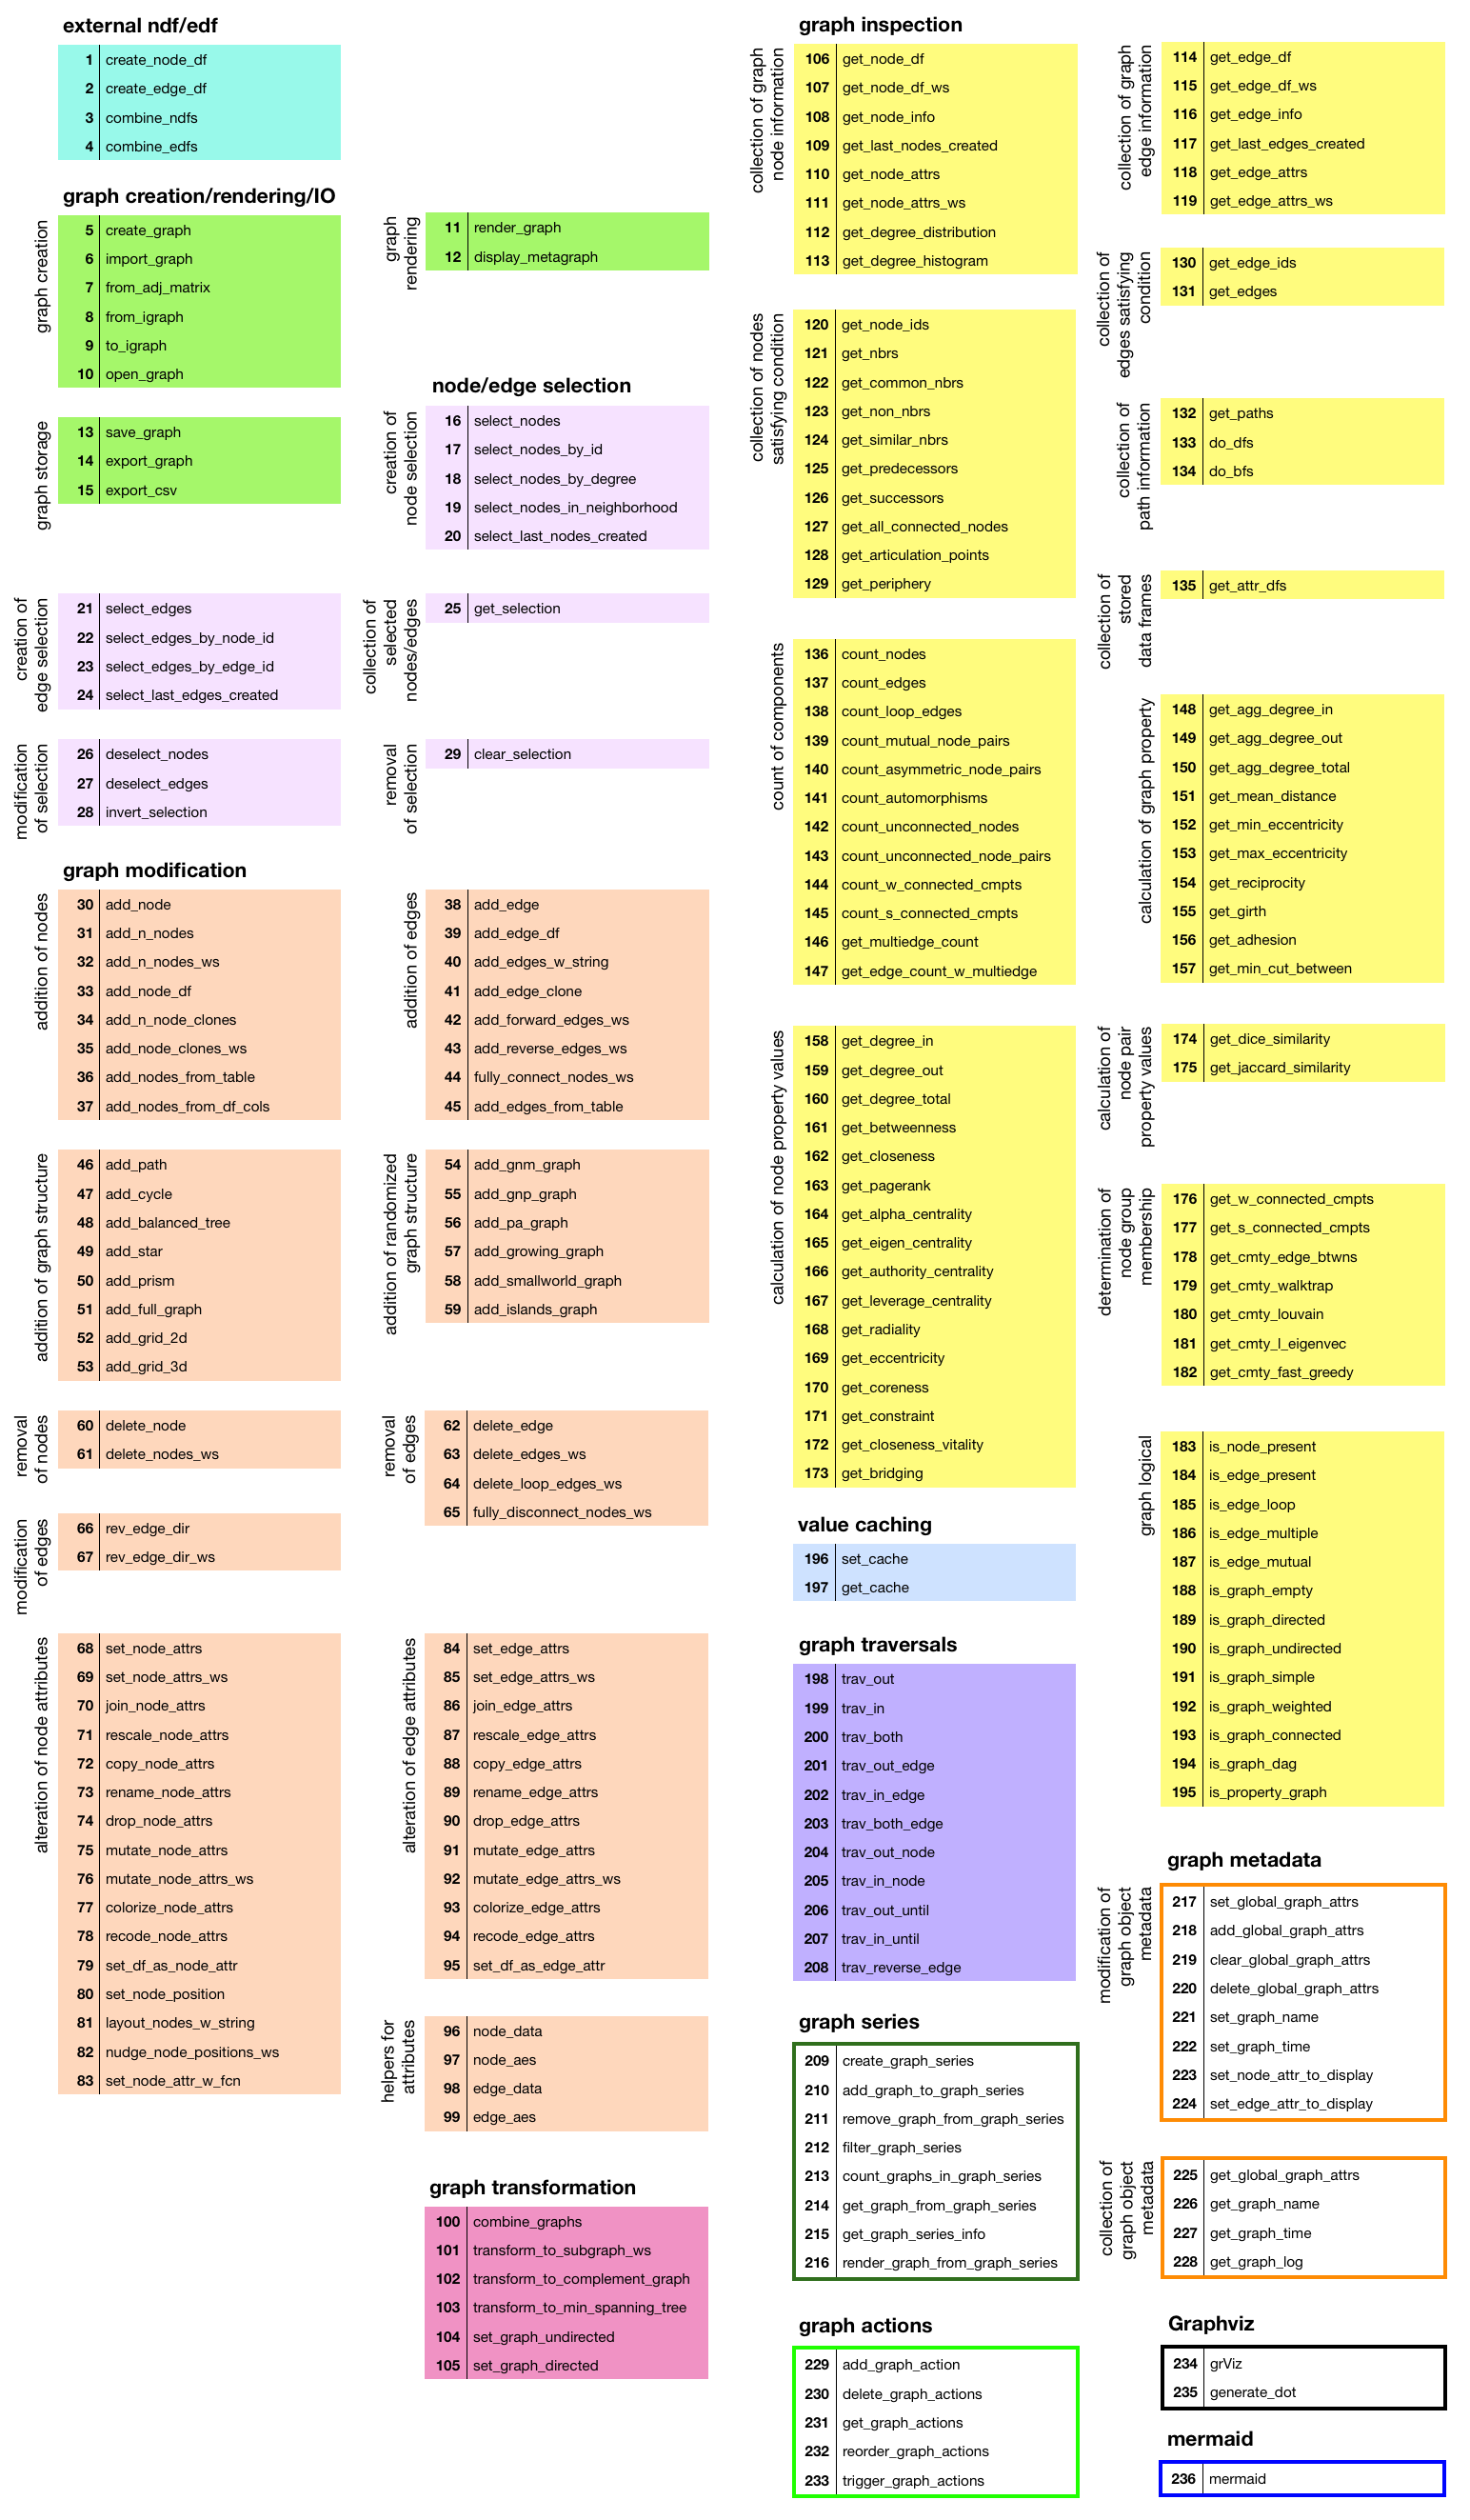 external ndf/edf
1 create_node_df
2 create_edge_df
3 combine_ndfs
4 combine_edfs
graph creation/rendering/IO
graph creation
5 create_graph
6 import_graph
7 from_adj_matrix
8 from_igraph
9 to_igraph
10 open_graph
graph
rendering
11 render_graph
12 display_metagraph
graph storage
13 save_graph
14 export_graph
15 export_csv
node/edge selection
creation of
node selection
16 select_nodes
17 select_nodes_by_id
18 select_nodes_by_degree
19 select_nodes_in_neighborhood
20 select_last_nodes_created
creation of
edge selection
21 select_edges
22 select_edges_by_node_id
23 select_edges_by_edge_id
24 select_last_edges_created
collection of
selected
nodes/edges
25 get_selection
modification
of selection
26 deselect_nodes
27 deselect_edges
28 invert_selection
removal
of selection
29 clear_selection
graph modification
addition of nodes
30 add_node
31 add_n_nodes
32 add_n_nodes_ws
33 add_node_df
34 add_n_node_clones
35 add_node_clones_ws
36 add_nodes_from_table
37 add_nodes_from_df_cols
addition of edges
38 add_edge
39 add_edge_df
40 add_edges_w_string
41 add_edge_clone
42 add_forward_edges_ws
43 add_reverse_edges_ws
44 fully_connect_nodes_ws
45 add_edges_from_table
addition of graph structure
46 add_path
47 add_cycle
48 add_balanced_tree
49 add_star
50 add_prism
51 add_full_graph
52 add_grid_2d
53 add_grid_3d
addition of randomized
graph structure
54 add_gnm_graph
55 add_gnp_graph
56 add_pa_graph
57 add_growing_graph
58 add_smallworld_graph
59 add_islands_graph
removal
of nodes
60 delete_node
61 delete_nodes_ws
removal
of edges
62 delete_edge
63 delete_edges_ws
64 delete_loop_edges_ws
65 fully_disconnect_nodes_ws
modification
of edges
66 rev_edge_dir
67 rev_edge_dir_ws
alteration of node attributes
68 set_node_attrs
69 set_node_attrs_ws
70 join_node_attrs
71 rescale_node_attrs
72 copy_node_attrs
73 rename_node_attrs
74 drop_node_attrs
75 mutate_node_attrs
76 mutate_node_attrs_ws
77 colorize_node_attrs
78 recode_node_attrs
79 set_df_as_node_attr
80 set_node_position
81 layout_nodes_w_string
82 nudge_node_positions_ws
83 set_node_attr_w_fcn
alteration of edge attributes
84 set_edge_attrs
85 set_edge_attrs_ws
86 join_edge_attrs
87 rescale_edge_attrs
88 copy_edge_attrs
89 rename_edge_attrs
90 drop_edge_attrs
91 mutate_edge_attrs
92 mutate_edge_attrs_ws
93 colorize_edge_attrs
94 recode_edge_attrs
95 set_df_as_edge_attr
helpers for
attributes
96 node_data
97 node_aes
98 edge_data
99 edge_aes
graph transformation
100 combine_graphs
101 transform_to_subgraph_ws
102 transform_to_complement_graph
103 transform_to_min_spanning_tree
104 set_graph_undirected
105 set_graph_directed
graph inspection
collection of graph
node information
106 get_node_df
107 get_node_df_ws
108 get_node_info
109 get_last_nodes_created
110 get_node_attrs
111 get_node_attrs_ws
112 get_degree_distribution
113 get_degree_histogram
collection of graph
edge information
114 get_edge_df
115 get_edge_df_ws
116 get_edge_info
117 get_last_edges_created
118 get_edge_attrs
119 get_edge_attrs_ws
collection of nodes
satisfying condition
120 get_node_ids
121 get_nbrs
122 get_common_nbrs
123 get_non_nbrs
124 get_similar_nbrs
125 get_predecessors
126 get_successors
127 get_all_connected_nodes
128 get_articulation_points
129 get_periphery
collection of
edges satisfying
condition
130 get_edge_ids
131 get_edges
collection of
path information
132 get_paths
133 do_dfs
134 do_bfs
collection of
stored
data frames
135 get_attr_dfs
count of components
136 count_nodes
137 count_edges
138 count_loop_edges
139 count_mutual_node_pairs
140 count_asymmetric_node_pairs
141 count_automorphisms
142 count_unconnected_nodes
143 count_unconnected_node_pairs
144 count_w_connected_cmpts
145 count_s_connected_cmpts
146 get_multiedge_count
147 get_edge_count_w_multiedge
calculation of graph property
148 get_agg_degree_in
149 get_agg_degree_out
150 get_agg_degree_total
151 get_mean_distance
152 get_min_eccentricity
153 get_max_eccentricity
154 get_reciprocity
155 get_girth
156 get_adhesion
157 get_min_cut_between
calculation of node property values
158 get_degree_in
159 get_degree_out
160 get_degree_total
161 get_betweenness
162 get_closeness
163 get_pagerank
164 get_alpha_centrality
165 get_eigen_centrality
166 get_authority_centrality
167 get_leverage_centrality
168 get_radiality
169 get_eccentricity
170 get_coreness
171 get_constraint
172 get_closeness_vitality
173 get_bridging
calculation of
node pair
property values
174 get_dice_similarity
175 get_jaccard_similarity
determination of
node group
membership
176 get_w_connected_cmpts
177 get_s_connected_cmpts
178 get_cmty_edge_btwns
179 get_cmty_walktrap
180 get_cmty_louvain
181 get_cmty_l_eigenvec
182 get_cmty_fast_greedy
graph logical
183 is_node_present
184 is_edge_present
185 is_edge_loop
186 is_edge_multiple
187 is_edge_mutual
188 is_graph_empty
189 is_graph_directed
190 is_graph_undirected
191 is_graph_simple
192 is_graph_weighted
193 is_graph_connected
194 is_graph_dag
195 is_property_graph
value caching
196 set_cache
197 get_cache
graph traversals
198 trav_out
199 trav_in
200 trav_both
201 trav_out_edge
202 trav_in_edge
203 trav_both_edge
204 trav_out_node
205 trav_in_node
206 trav_out_until
207 trav_in_until
208 trav_reverse_edge
graph series
209 create_graph_series
210 add_graph_to_graph_series
211 remove_graph_from_graph_series
212 filter_graph_series
213 count_graphs_in_graph_series
214 get_graph_from_graph_series
215 get_graph_series_info
216 render_graph_from_graph_series
graph metadata
modification of
graph object
metadata
217 set_global_graph_attrs
218 add_global_graph_attrs
219 clear_global_graph_attrs
220 delete_global_graph_attrs
221 set_graph_name
222 set_graph_time
223 set_node_attr_to_display
224 set_edge_attr_to_display
collection of
graph object
metadata
225 get_global_graph_attrs
226 get_graph_name
227 get_graph_time
228 get_graph_log
graph actions
229 add_graph_action
230 delete_graph_actions
231 get_graph_actions
232 reorder_graph_actions
233 trigger_graph_actions
Graphviz
234 grViz
235 generate_dot
mermaid
236 mermaid